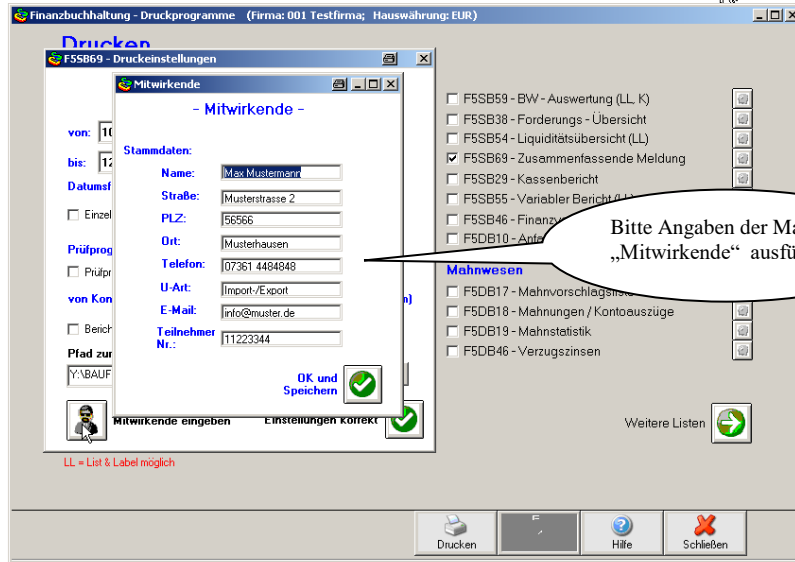 Finanzbuchhaltung - Druckprogramme (Firma: 001 Testfirma; Hauswährung: EUR)
Drucken
F5SB69 - Druckeinstellungen
Mitwirkende
- Mitwirkende -
Stammdaten:
Name: Max Mustermann
Straße: Musterstrasse 2
PLZ: 56566
Ort: Musterhausen
Telefon: 07361 4484848
U-Art: Import-/Export
E-Mail: info@muster.de
Teilnehmer Nr.: 11223344
OK und
Speichern
von: 10
bis: 12
Datumsf
Einzel
Prüfprog
Prüfpr
von Kon
Berich
Pfad zur
Y:\BAUF
Mitwirkende eingeben
Einstellungen korrekt
LL = List & Label möglich
F5SB59 - BW - Auswertung (LL, K)
F5SB38 - Forderungs - Übersicht
F5SB54 - Liquiditätsübersicht (LL)
F5SB69 - Zusammenfassende Meldung
F5SB29 - Kassenbericht
F5SB55 - Variabler Bericht (LL)
F5SB46 - Finanz
F5DB10 - Anfa
Bitte Angaben der Ma
„Mitwirkende“ ausfü
Mahnwesen
F5DB17 - Mahnvorschlagsliste
F5DB18 - Mahnungen / Kontoauszüge
F5DB19 - Mahnstatistik
F5DB46 - Verzugszinsen
Weitere Listen
Drucken
Hilfe
Schließen